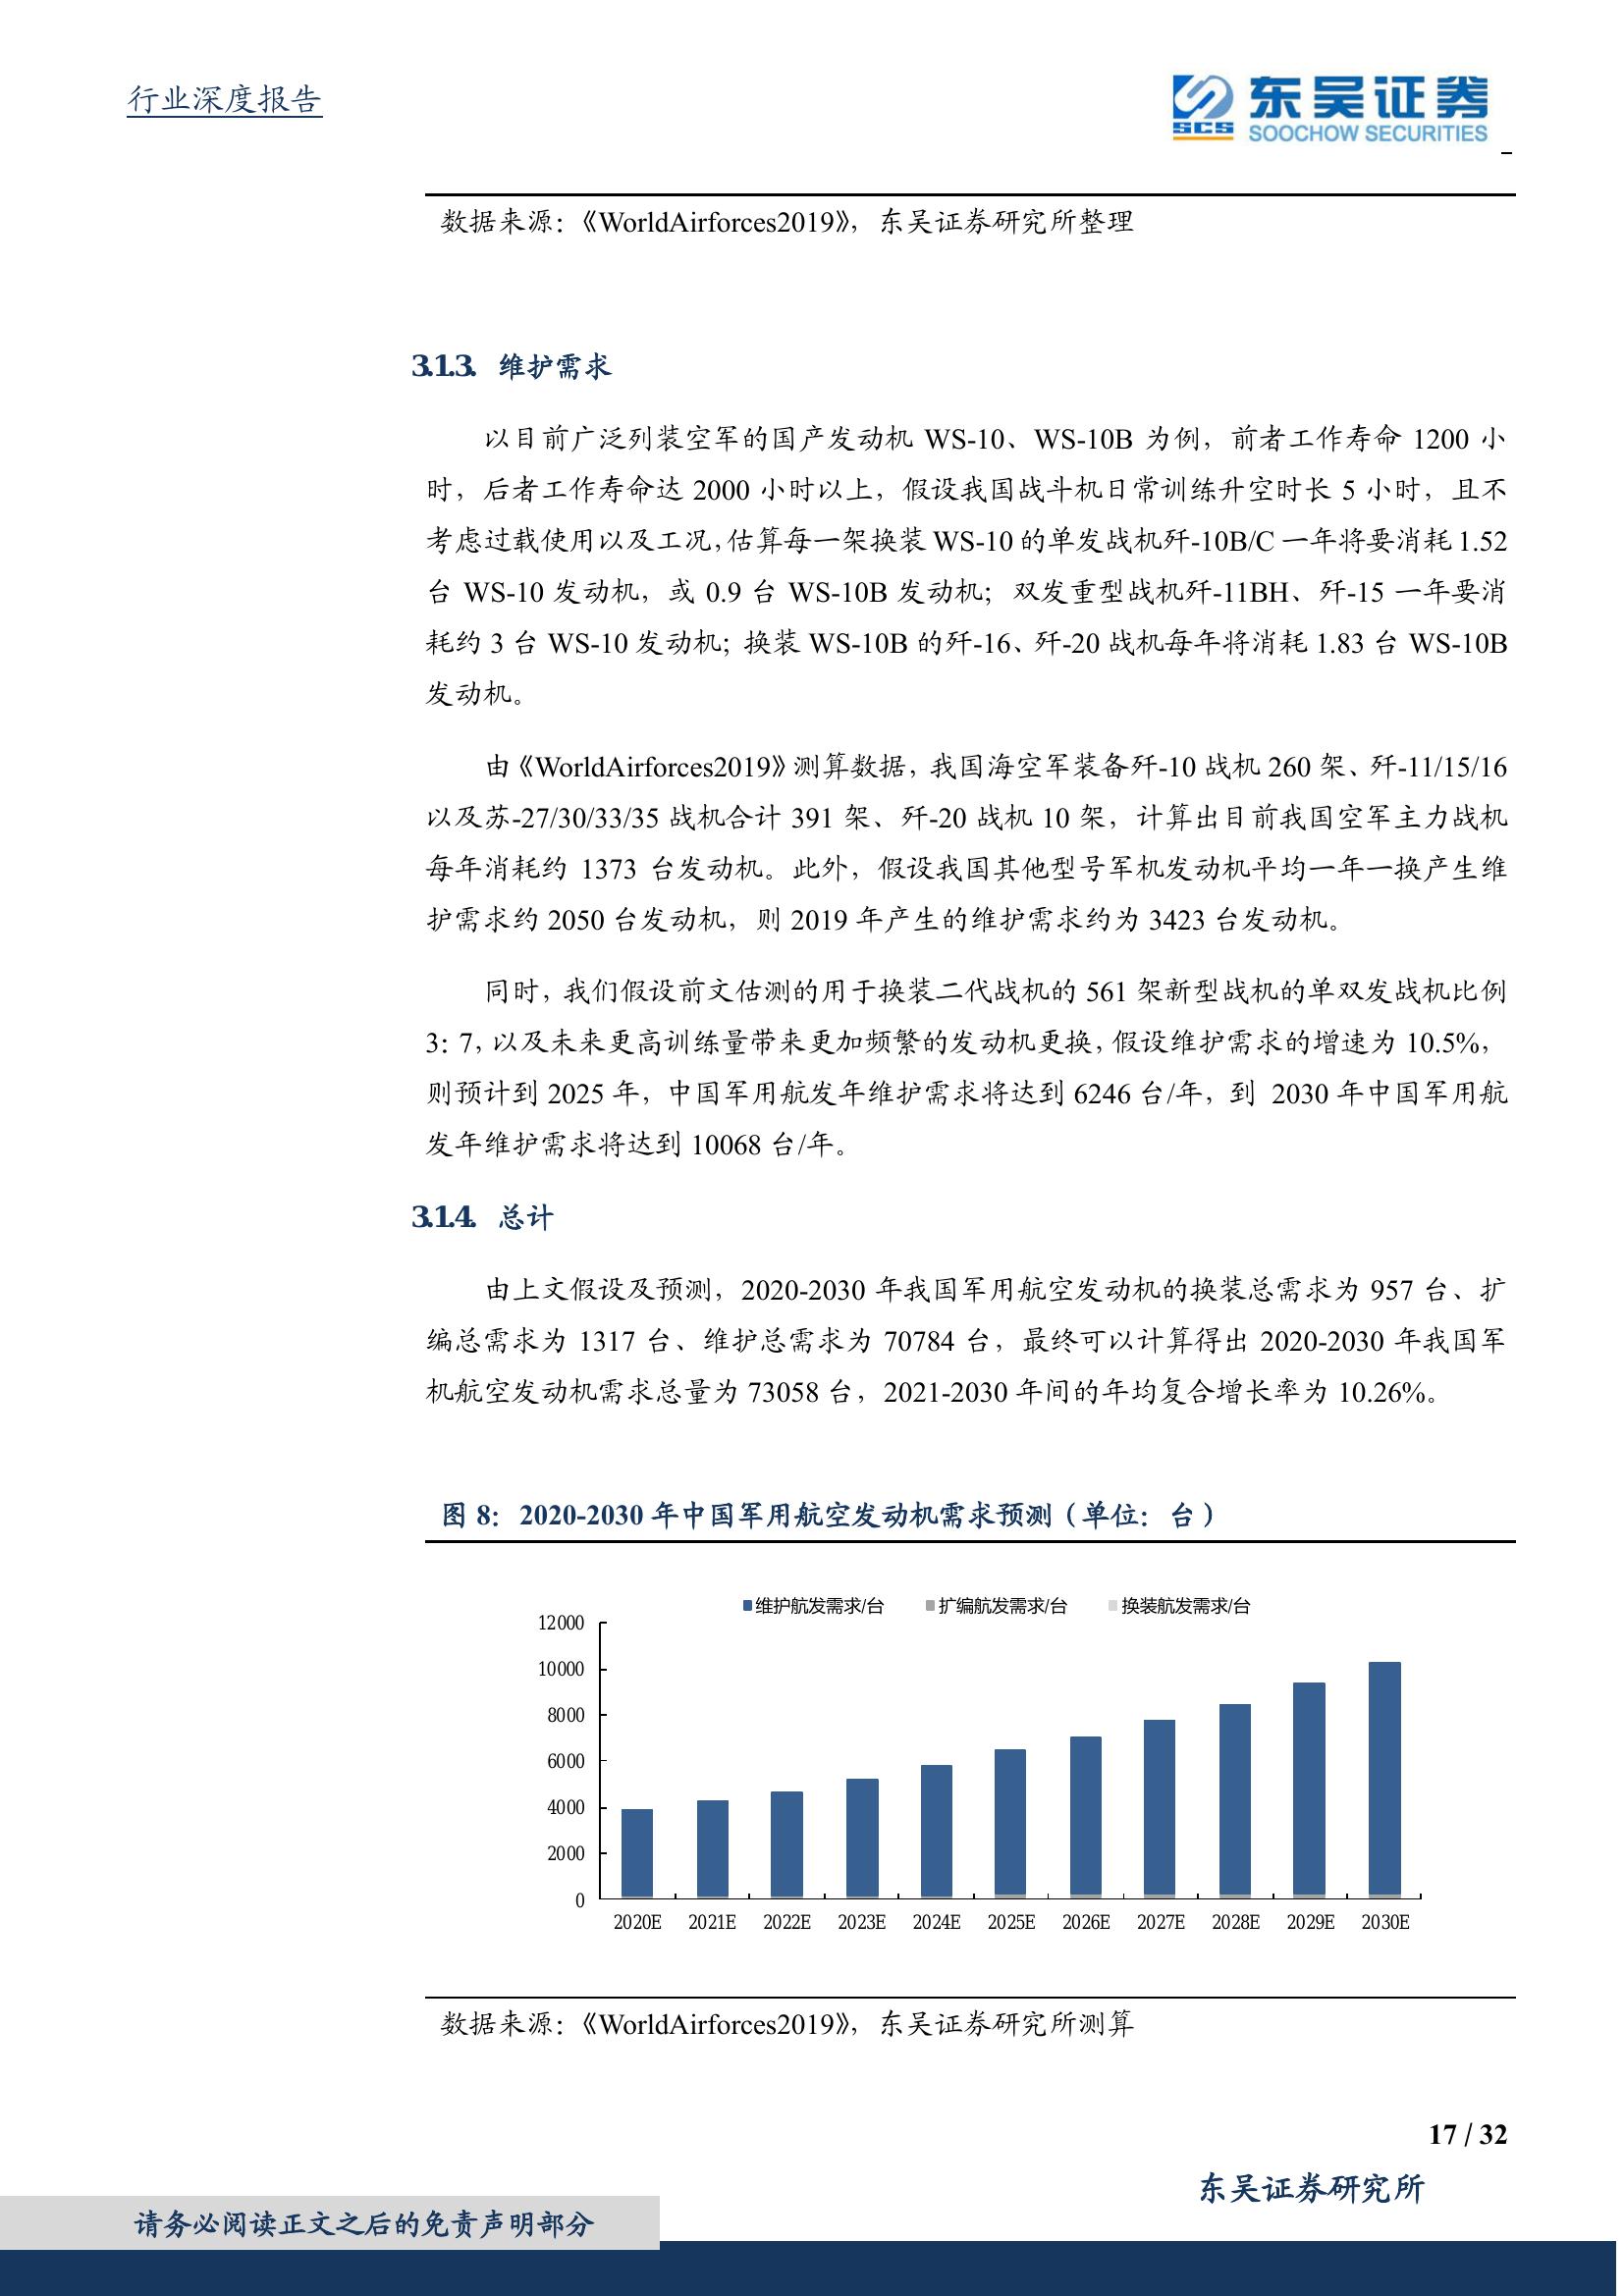 行业深度报告
SCS 东吴证券
SOOCHOW SECURITIES
数据来源：《WorldAirforces2019》，东吴证券研究所整理
3.1.3. 维护需求
以目前广泛列装空军的国产发动机 WS-10、WS-10B 为例，前者工作寿命 1200 小
时，后者工作寿命达 2000 小时以上，假设我国战斗机日常训练升空时长 5 小时，且不
考虑过载使用以及工况，估算每一架换装 WS-10 的单发战机歼-10B/C 一年将要消耗 1.52
台 WS-10 发动机，或 0.9 台 WS-10B 发动机；双发重型战机歼-11BH、歼-15 一年要消
耗约 3 台 WS-10 发动机；换装 WS-10B 的歼-16、歼-20 战机每年将消耗 1.83 台 WS-10B
发动机。
由《WorldAirforces2019》测算数据，我国海空军装备歼-10 战机 260 架、歼-11/15/16
以及苏-27/30/33/35 战机合计 391 架、歼-20 战机 10 架，计算出目前我国空军主力战机
每年消耗约 1373 台发动机。此外，假设我国其他型号军机发动机平均一年一换产生维
护需求约 2050 台发动机，则 2019 年产生的维护需求约为 3423 台发动机。
同时，我们假设前文估测的用于换装二代战机的 561 架新型战机的单双发战机比例
3：7，以及未来更高训练量带来更加频繁的发动机更换，假设维护需求的增速为 10.5%，
则预计到 2025 年，中国军用航发年维护需求将达到 6246 台/年，到 2030 年中国军用航
发年维护需求将达到 10068 台/年。
3.1.4. 总计
由上文假设及预测，2020-2030 年我国军用航空发动机的换装总需求为 957 台、扩
编总需求为 1317 台、维护总需求为 70784 台，最终可以计算得出 2020-2030 年我国军
机航空发动机需求总量为 73058 台，2021-2030 年间的年均复合增长率为 10.26%。
图 8：2020-2030 年中国军用航空发动机需求预测（单位：台）
维护航发需求/台 扩编航发需求/台 换装航发需求/台
12000
10000
8000
6000
4000
2000
0
2020E 2021E 2022E 2023E 2024E 2025E 2026E 2027E 2028E 2029E 2030E
数据来源：《WorldAirforces2019》，东吴证券研究所测算
17 / 32
东吴证券研究所
请务必阅读正文之后的免责声明部分